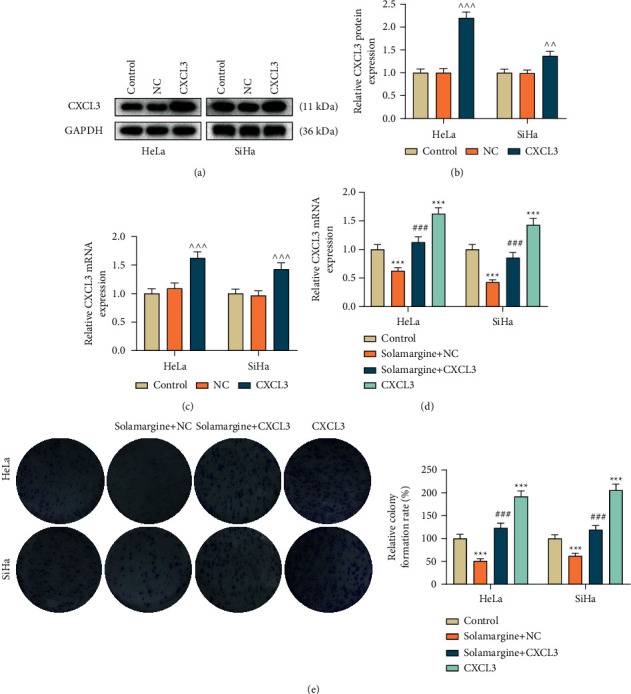 Control
NC
CXCL3
Control
NC
CXCL3
CXCL3
(11 kDa)
GAPDH
(36 kDa)
HeLa
SiHa
(a)
Relative CXCL3 protein
expression
2.5
2.0
1.5
1.0
0.5
0.0
^^^
^^
HeLa
SiHa
Control
NC
CXCL3
(b)
Relative CXCL3 mRNA
expression
2.0
1.5
1.0
0.5
0.0
^^^
^^^
HeLa
SiHa
Control
NC
CXCL3
(c)
Relative CXCL3 mRNA
expression
2.0
1.5
1.0
0.5
0.0
***
###
***
***
###
***
HeLa
SiHa
Control
Solamargine+NC
Solamargine+CXCL3
CXCL3
(d)
Solamargine+NC
Solamargine+CXCL3
CXCL3
HeLa
SiHa
Relative colony
formation rate (%)
250
200
150
100
50
0
***
###
***
***
###
***
HeLa
SiHa
Control
Solamargine+NC
Solamargine+CXCL3
CXCL3
(e)